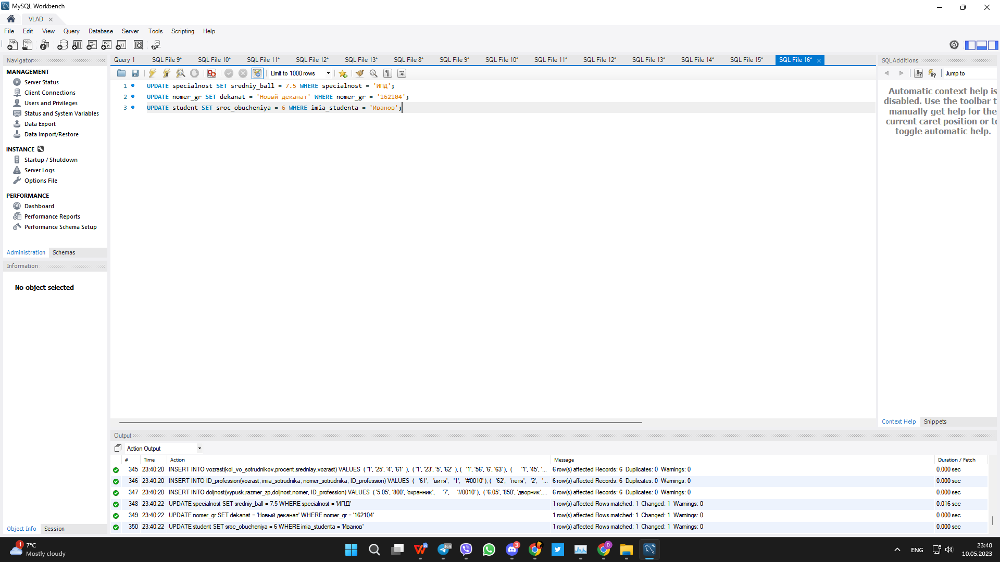 MySQL Workbench
VLAD
File Edit View Query Database Server Tools Scripting Help
Navigator
MANAGEMENT
Server Status
Client Connections
Users and Privileges
Status and System Variables
Data Export
Data Import/Restore
INSTANCE
Startup / Shutdown
Server Logs
Options File
PERFORMANCE
Dashboard
Performance Reports
Performance Schema Setup
Administration Schemas
Information
No object selected
Object Info Session
Query 1 SQL File 9* SQL File 10* SQL File 11* SQL File 12* SQL File 13* SQL File 8* SQL File 9* SQL File 10* SQL File 11* SQL File 12* SQL File 13* SQL File 14* SQL File 15* SQL File 16*
Limit to 1000 rows
1 UPDATE specialnost SET sredniy_ball = 7.5 WHERE specialnost = 'ИПД';
2 UPDATE nomer_gr SET dekanat = 'Новый деканат' WHERE nomer_gr = '162104';
3 UPDATE student SET sroc_obucheniya = 6 WHERE imia_studenta = 'Иванов';
SQLAdditions
Jump to
Automatic context help is
disabled. Use the toolbar t
manually get help for the
current caret position or to
toggle automatic help.
Context Help Snippets
Output
Action Output
# Time Action Message Duration / Fetch
345 23:40:20 INSERT INTO vozrast(kol_vo_sotrudnikov,procent,sredniay,vozrast) VALUES ( '1', '25', '4', '61' ), ( '1', '23', '5', '62' ), ( '1', '56', '6', '63' ), ( '1', '45', '... 6 row(s) affected Records: 6 Duplicates: 0 Warnings: 0 0.000 sec
346 23:40:20 INSERT INTO ID_profession(vozrast, imia_sotrudnika, nomer_sotrudnika, ID_profession) VALUES ( '61', 'витя', '1', '#0010' ), ( '62', 'петя', '2', '... 6 row(s) affected Records: 6 Duplicates: 0 Warnings: 0 0.000 sec
347 23:40:20 INSERT INTO doljnost(vypusk,razmer_zp,doljnost,nomer, ID_profession) VALUES ( '5.05', '800', 'охранник', '7', '#0010' ), ( '6.05', '850', 'дворник',... 6 row(s) affected Records: 6 Duplicates: 0 Warnings: 0 0.000 sec
348 23:40:22 UPDATE specialnost SET sredniy_ball = 7.5 WHERE specialnost = 'ИПД' 1 row(s) affected Rows matched: 1 Changed: 1 Warnings: 0 0.016 sec
349 23:40:22 UPDATE nomer_gr SET dekanat = 'Новый деканат' WHERE nomer_gr = '162104' 1 row(s) affected Rows matched: 1 Changed: 1 Warnings: 0 0.000 sec
350 23:40:22 UPDATE student SET sroc_obucheniya = 6 WHERE imia_studenta = 'Иванов' 1 row(s) affected Rows matched: 1 Changed: 1 Warnings: 0 0.000 sec
1
7°C
Mostly cloudy
369
3
D
ENG
23:40
10.05.2023